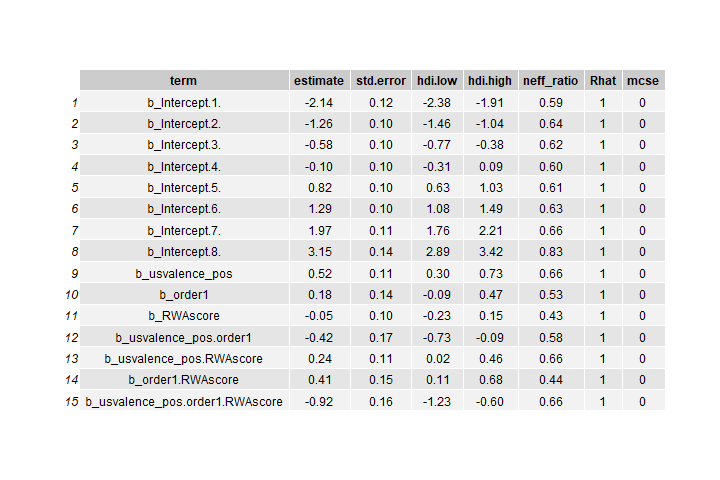 term estimate std.error hdi.low hdi.high neff_ratio Rhat mcse
1 b_Intercept.1. -2.14 0.12 -2.38 -1.91 0.59 1 0
2 b_Intercept.2. -1.26 0.10 -1.46 -1.04 0.64 1 0
3 b_Intercept.3. -0.58 0.10 -0.77 -0.38 0.62 1 0
4 b_Intercept.4. -0.10 0.10 -0.31 0.09 0.60 1 0
5 b_Intercept.5. 0.82 0.10 0.63 1.03 0.61 1 0
6 b_Intercept.6. 1.29 0.10 1.08 1.49 0.63 1 0
7 b_Intercept.7. 1.97 0.11 1.76 2.21 0.66 1 0
8 b_Intercept.8. 3.15 0.14 2.89 3.42 0.83 1 0
9 b_usvalence_pos 0.52 0.11 0.30 0.73 0.66 1 0
10 b_order1 0.18 0.14 -0.09 0.47 0.53 1 0
11 b_RWAscore -0.05 0.10 -0.23 0.15 0.43 1 0
12 b_usvalence_pos.order1 -0.42 0.17 -0.73 -0.09 0.58 1 0
13 b_usvalence_pos.RWAscore 0.24 0.11 0.02 0.46 0.66 1 0
14 b_order1.RWAscore 0.41 0.15 0.11 0.68 0.44 1 0
15 b_usvalence_pos.order1.RWAscore -0.92 0.16 -1.23 -0.60 0.66 1 0